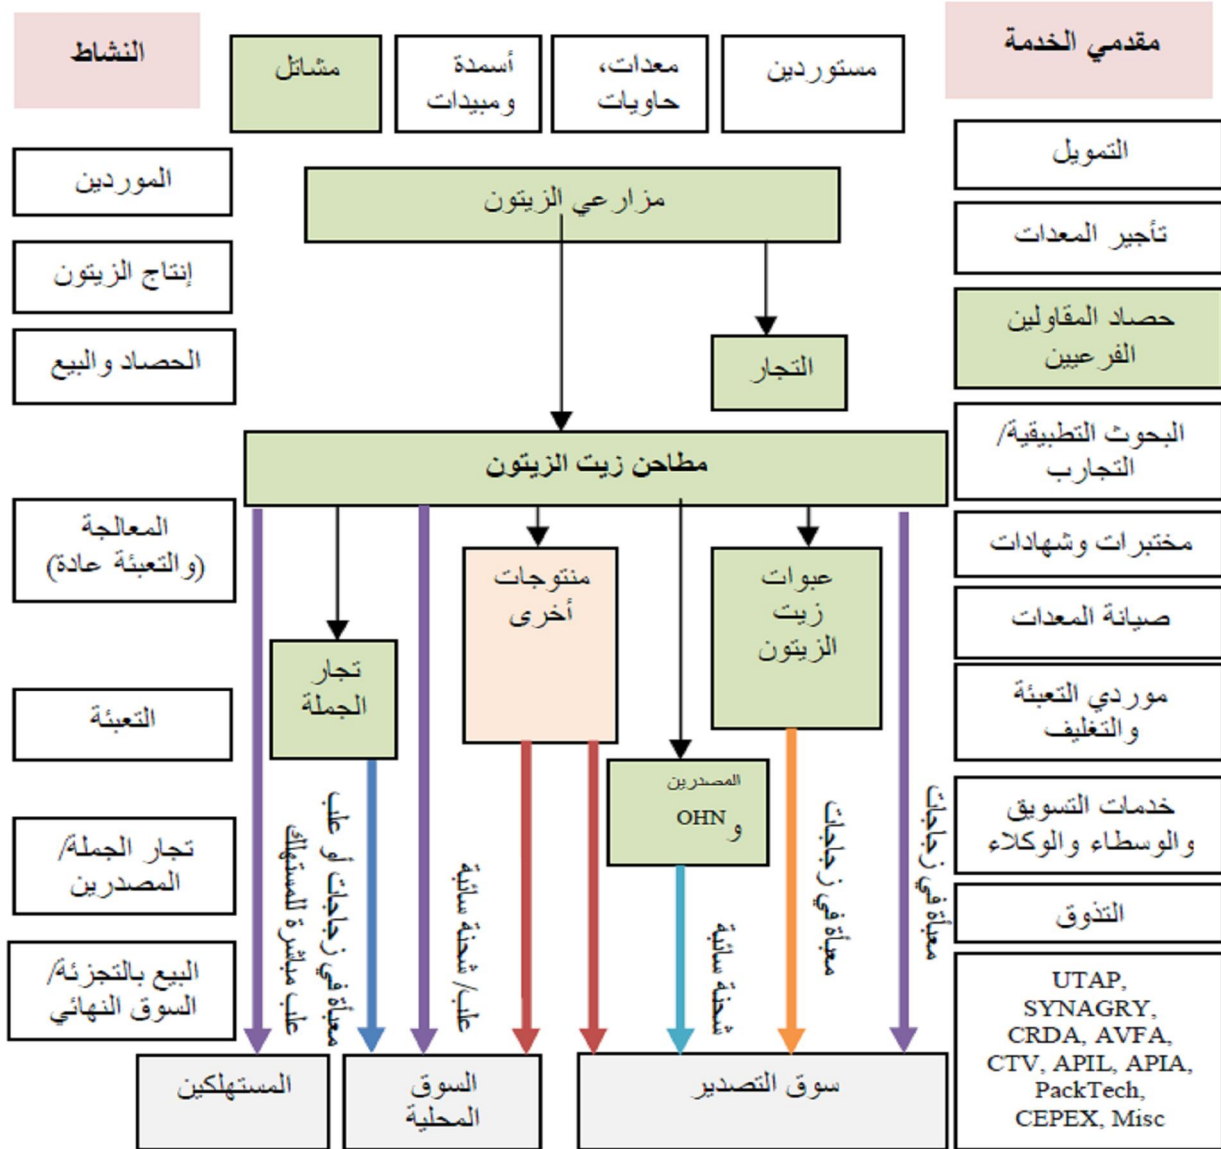 النشاط
مشاتل
أسمدة
ومبيدات
معدات،
حاويات
مستوردين
مقدمي الخدمة
الموردين
إنتاج الزيتون
الحصاد والبيع
المعالجة
(والتعبئة عادة)
التعبئة
تجار الجملة/
المصدرين
البيع بالتجزئة/
السوق النهائي
مزارعي الزيتون
التجار
مطاحن زيت الزيتون
تجار
الجملة
منتوجات
أخرى
المصدرين
و OHN
عبوات
زيت
الزيتون
علب مباشرة للمستهلك
معبأة في زجاجات أو علب
علب/ شحنة سائبة
شحنة سائبة
معبأة في زجاجات
معبأة في زجاجات
المستهلكين
السوق
المحلية
سوق التصدير
التمويل
تأجير المعدات
حصاد المقاولين
الفرعيين
البحوث التطبيقية/
التجارب
مختبرات وشهادات
صيانة المعدات
موردي التعبئة
والتغليف
خدمات التسويق
والوسطاء والوكلاء
التذوق
UTAP,
SYNAGRY,
CRDA, AVFA,
CTV, APIL, APIA,
PackTech,
CEPEX, Misc